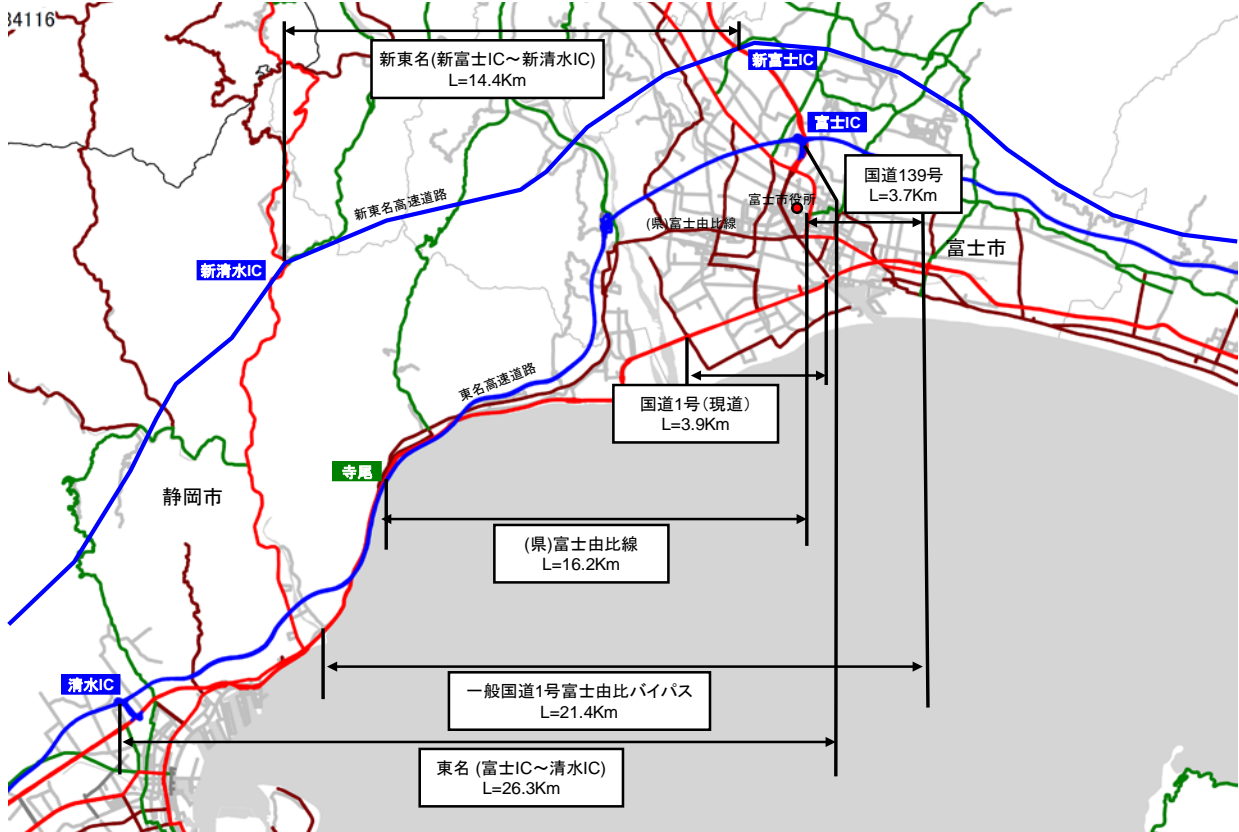 34116
新東名(新富士IC～新清水IC)
L=14.4Km
新富士IC
富士IC
国道139号
L=3.7Km
富士市役所
新東名高速道路
(県)富士由比線
富士市
新清水IC
東名高速道路
国道1号(現道)
L=3.9Km
寺尾
静岡市
(県)富士由比線
L=16.2Km
清水IC
一般国道1号富士由比バイパス
L=21.4Km
東名 (富士IC～清水IC)
L=26.3Km